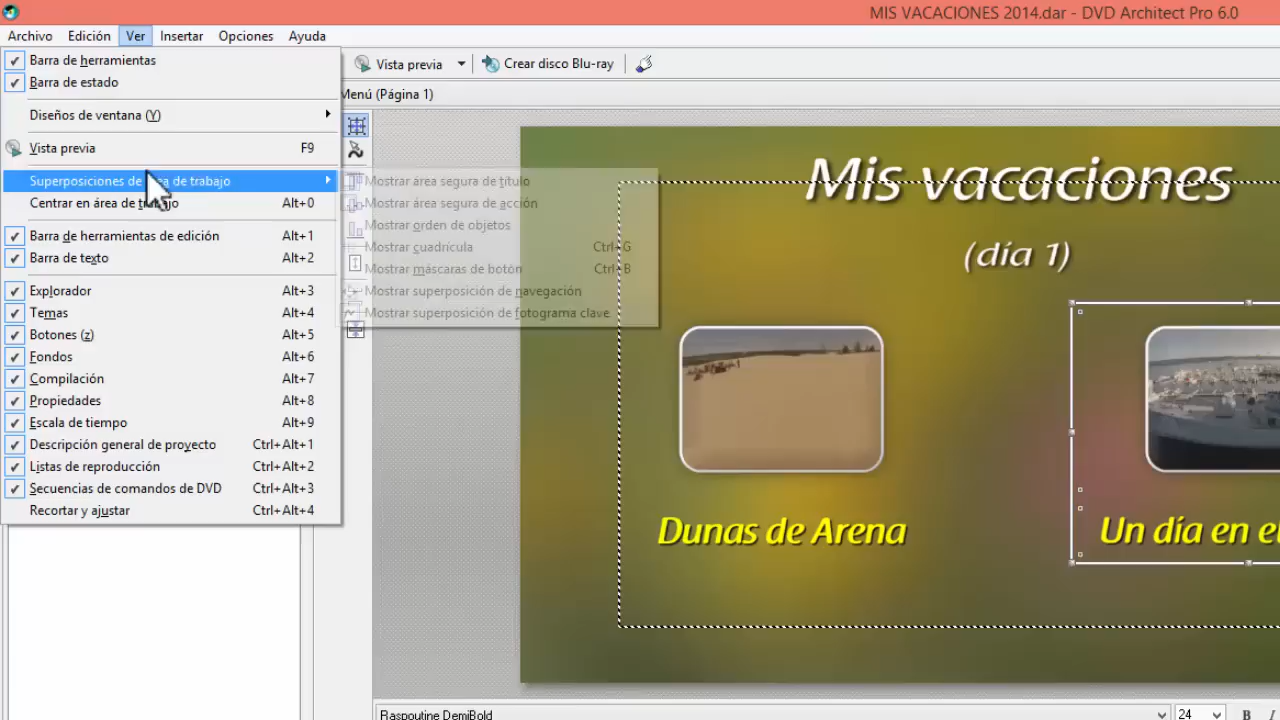 MIS VACACIONES 2014.dar - DVD Architect Pro 6.0
Archivo Edición Ver Insertar Opciones Ayuda
Barra de herramientas
Barra de estado
Diseños de ventana (Y)
Vista previa F9
Superposiciones de área de trabajo
Centrar en área de trabajo Alt+0
Barra de herramientas de edición Alt+1
Barra de texto Alt+2
Explorador Alt+3
Temas Alt+4
Botones (z) Alt+5
Fondos Alt+6
Compilación Alt+7
Propiedades Alt+8
Escala de tiempo Alt+9
Descripción general de proyecto Ctrl+Alt+1
Listas de reproducción Ctrl+Alt+2
Secuencias de comandos de DVD Ctrl+Alt+3
Recortar y ajustar Ctrl+Alt+4
Vista previa Crear disco Blu-ray
Menú (Página 1)
Mostrar área segura de título
Mostrar área segura de acción
Mostrar orden de objetos
Mostrar cuadrícula Ctrl+G
Mostrar máscaras de botón Ctrl+B
Mostrar superposición de navegación
Mostrar superposición de fotograma clave
Mis vacaciones
(día 1)
Dunas de Arena
Un día en el
Raspoutine DemiBold 24 B I